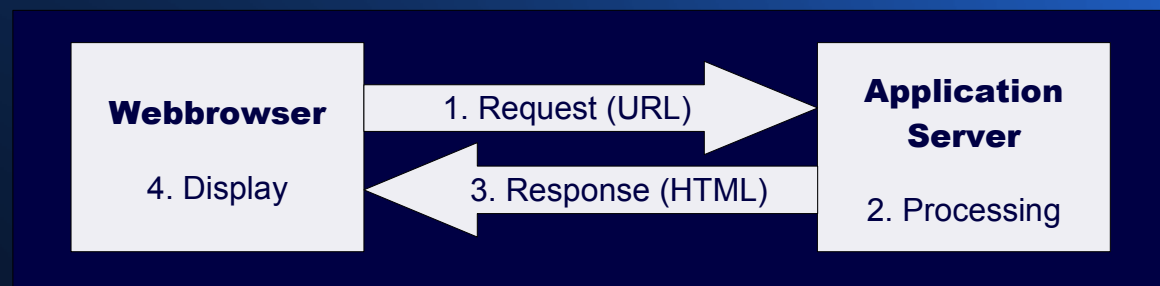 Webbrowser
4. Display
1. Request (URL)
3. Response (HTML)
Application
Server
2. Processing